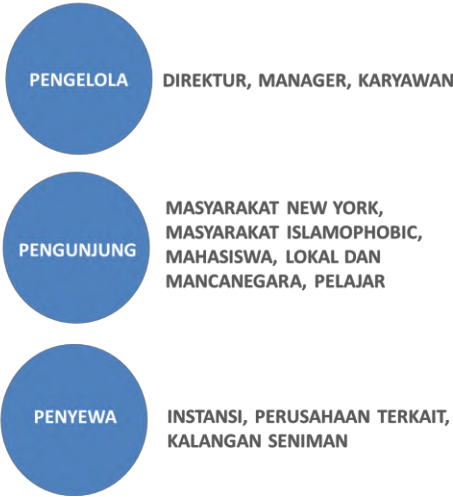 PENGELOLA
DIREKTUR, MANAGER, KARYAWAN
PENGUNJUNG
MASYARAKAT NEW YORK,
MASYARAKAT ISLAMOPHOBIC,
MAHASISWA, LOKAL DAN
MANCANEGARA, PELAJAR
PENYEWA
INSTANSI, PERUSAHAAN TERKAIT,
KALANGAN SENIMAN